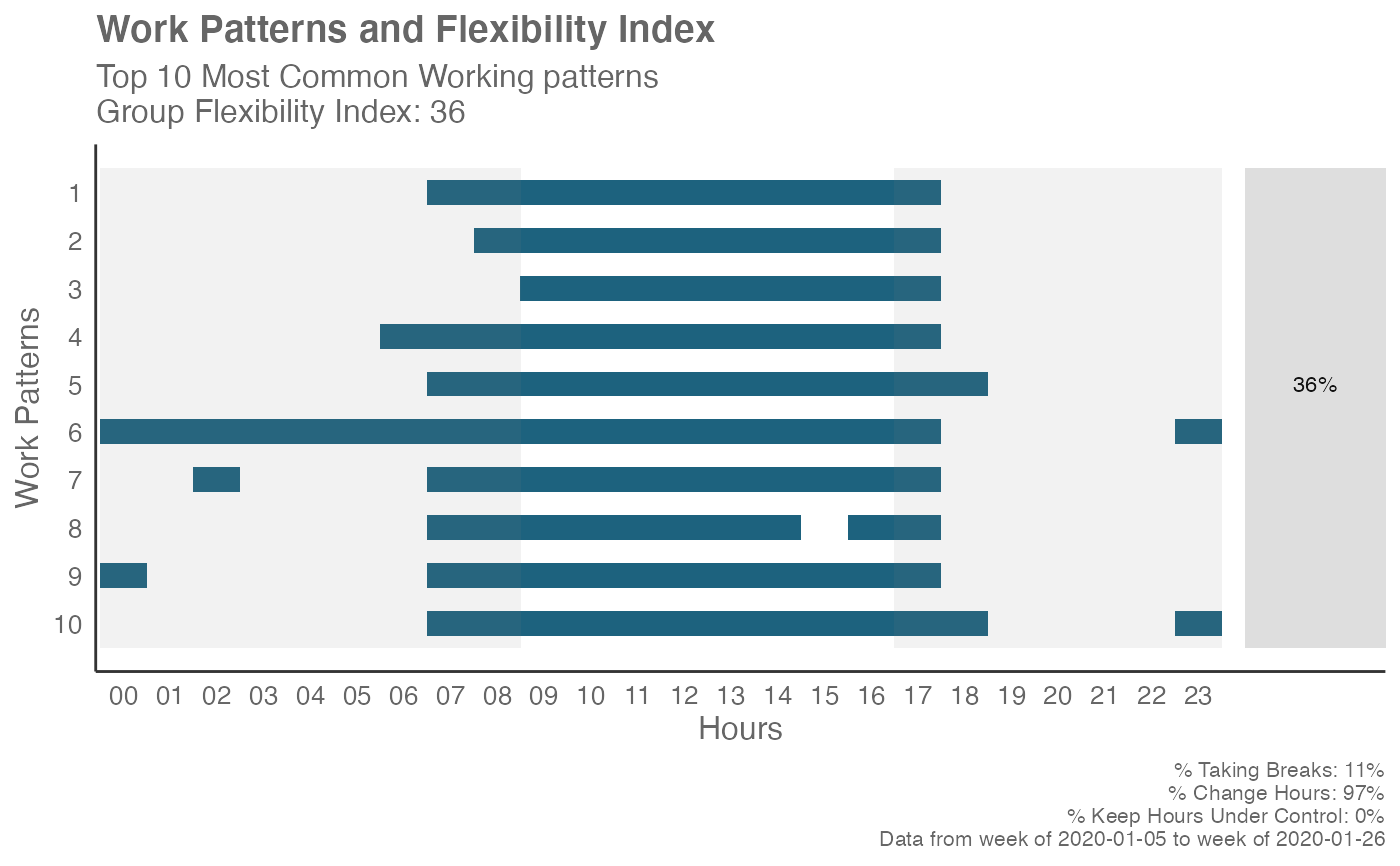 Work Patterns and Flexibility Index
Top 10 Most Common Working patterns
Group Flexibility Index: 36
Work Patterns
1
2
3
4
5
6
7
8
9
10
36%
00 01 02 03 04 05 06 07 08 09 10 11 12 13 14 15 16 17 18 19 20 21 22 23
Hours
% Taking Breaks: 11%
% Change Hours: 97%
% Keep Hours Under Control: 0%
Data from week of 2020-01-05 to week of 2020-01-26